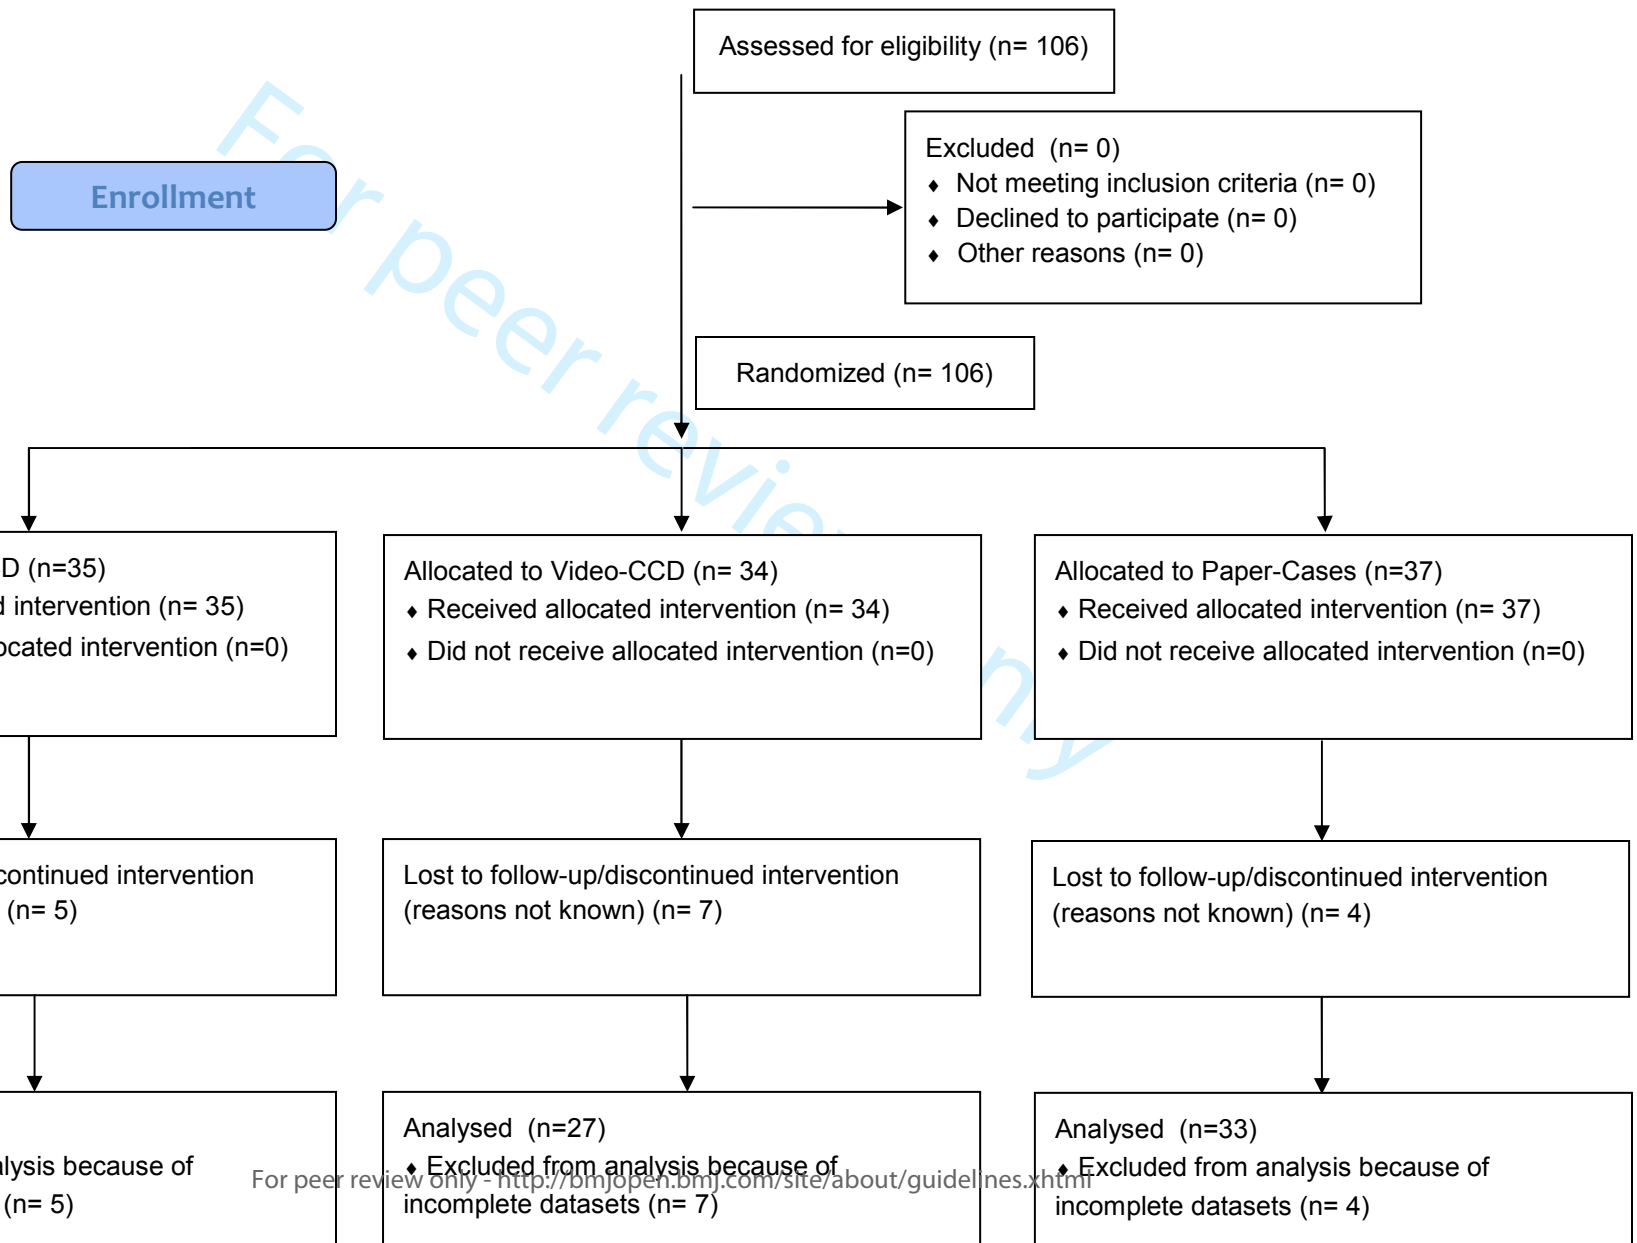 Assessed for eligibility (n= 106)
Excluded (n= 0)
♦ Not meeting inclusion criteria (n= 0)
♦ Declined to participate (n= 0)
♦ Other reasons (n= 0)
Enrollment
Randomized (n= 106)
D (n=35)
d intervention (n= 35)
ocated intervention (n=0)
Allocated to Video-CCD (n= 34)
♦ Received allocated intervention (n= 34)
♦ Did not receive allocated intervention (n=0)
Allocated to Paper-Cases (n=37)
♦ Received allocated intervention (n= 37)
♦ Did not receive allocated intervention (n=0)
continued intervention
(n= 5)
Lost to follow-up/discontinued intervention
(reasons not known) (n= 7)
Lost to follow-up/discontinued intervention
(reasons not known) (n= 4)
alysis because of
(n= 5)
Analysed (n=27)
♦ Excluded from analysis because of
incomplete datasets (n= 7)
Analysed (n=33)
♦ Excluded from analysis because of
incomplete datasets (n= 4)
For peer review only - http://bmjopen.bmj.com/site/about/guidelines.xhtml
For peer review only